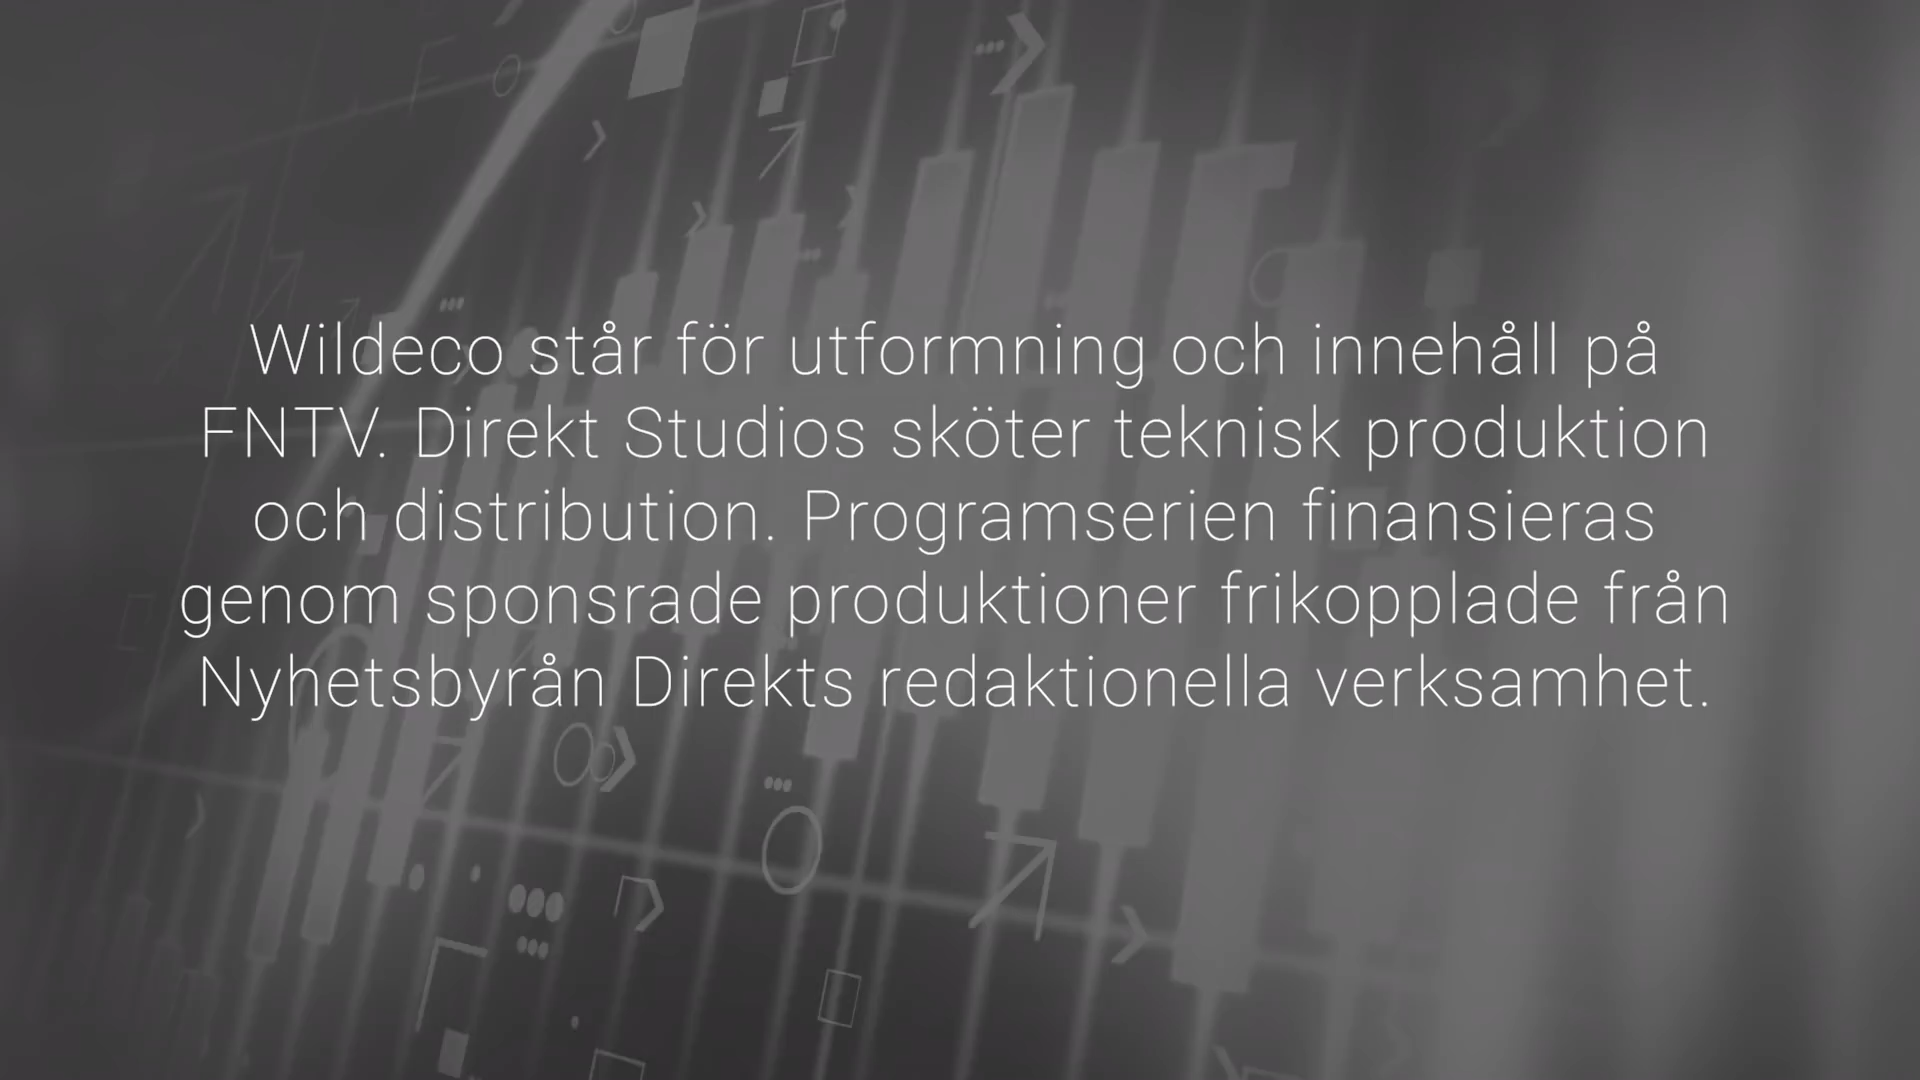 Wildeco står för utformning och innehåll på
FNTV. Direkt Studios sköter teknisk produktion
och distribution. Programserien finansieras
genom sponsrade produktioner frikopplade från
Nyhetsbyrån Direkts redaktionella verksamhet.